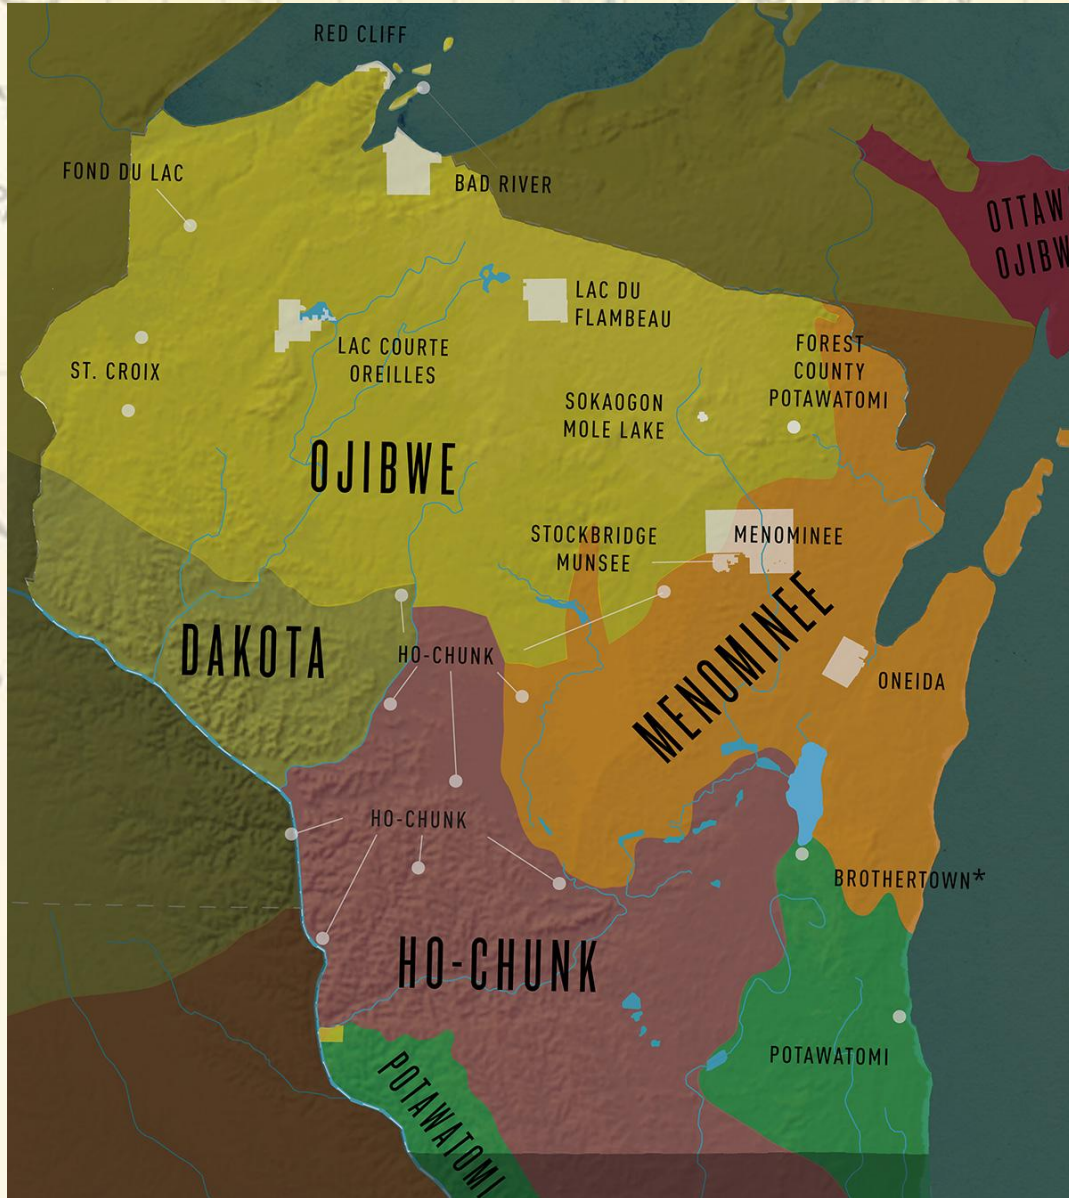 RED CLIFF
FOND DU LAC
BAD RIVER
OTTAW
OJIBW
LAC DU
FLAMBEAU
LAC COURTE
OREILLES
ST. CROIX
FOREST
COUNTY
POTAWATOMI
SOKAOGON
MOLE LAKE
OJIBWE
STOCKBRIDGE
MUNSEE
MENOMINEE
DAKOTA
HO-CHUNK
MENOMINEE
ONEIDA
HO-CHUNK
BROTHERTOWN*
HO-CHUNK
POTAWATOMI
POTAWATOMI